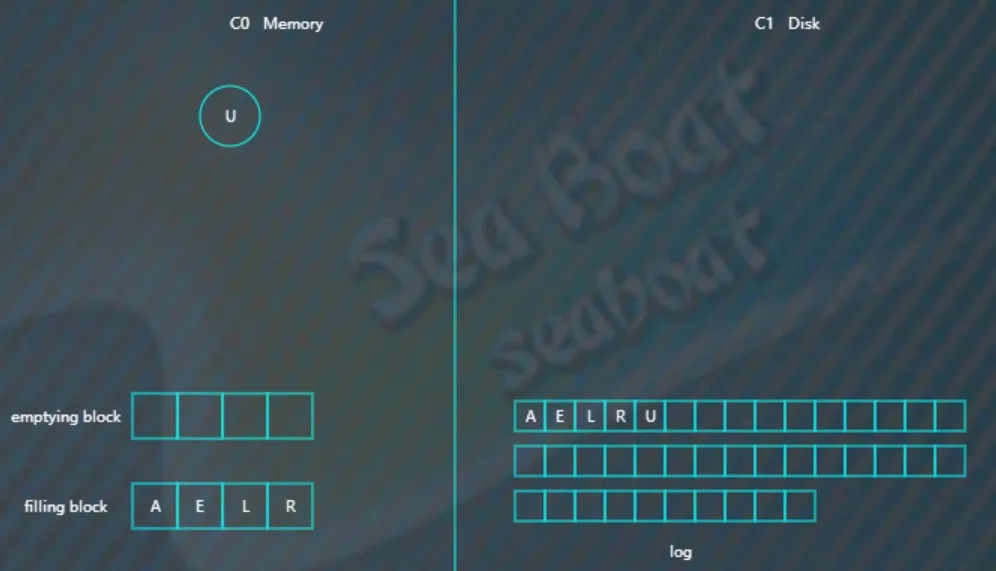 C0 Memory
C1 Disk
U
Sea Boat
seaboat
emptying block
A E L R U
filling block
A E L R
log